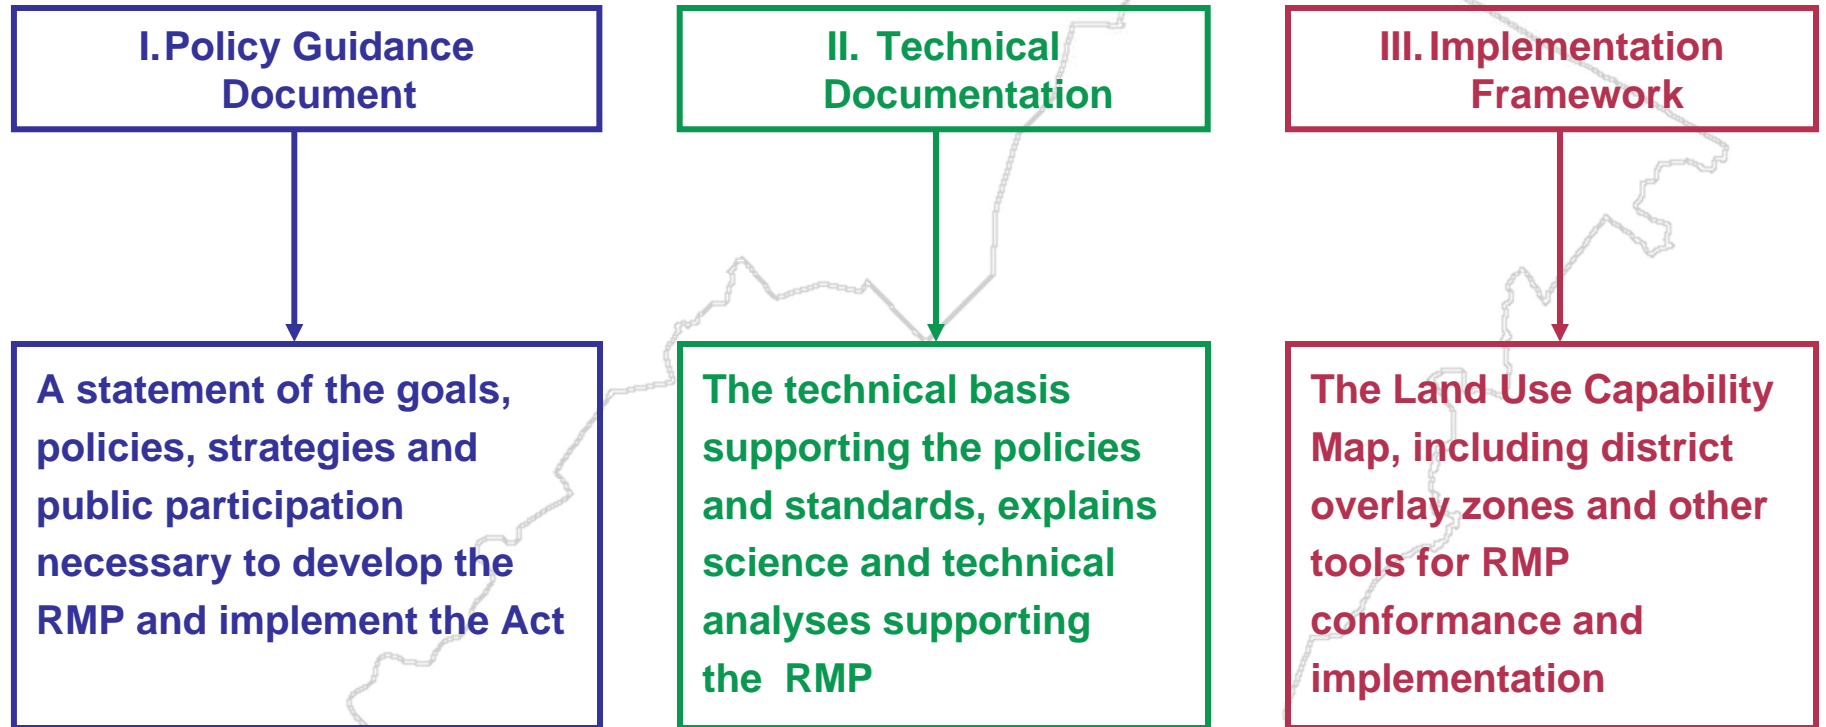 I. Policy Guidance
Document
II. Technical
Documentation
III. Implementation
Framework
A statement of the goals,
policies, strategies and
public participation
necessary to develop the
RMP and implement the Act
The technical basis
supporting the policies
and standards, explains
science and technical
analyses supporting
the RMP
The Land Use Capability
Map, including district
overlay zones and other
tools for RMP
conformance and
implementation